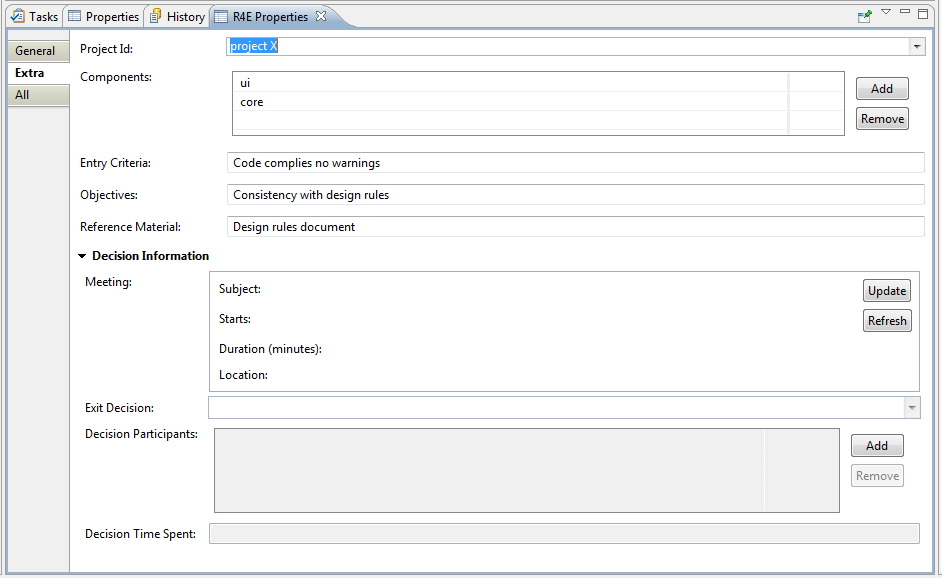 Tasks Properties History R4E Properties
General
Extra
All
Project Id: project X
Components:
ui
core
Add
Remove
Entry Criteria: Code complies no warnings
Objectives: Consistency with design rules
Reference Material: Design rules document
Decision Information
Meeting:
Subject:
Starts:
Duration (minutes):
Location:
Update
Refresh
Exit Decision:
Decision Participants:
Add
Remove
Decision Time Spent: